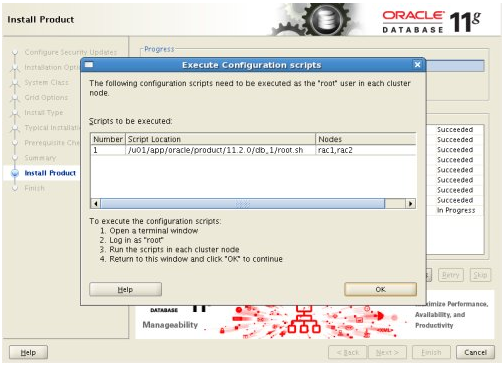 Install Product
ORACLE
DATABASE
11g
Configure Security Updates
Installation Opti
System Class
Grid Options
Install Type
Typical Installati
Prerequisite Che
Summary
Install Product
Finish
Progress
Execute Configuration scripts
The following configuration scripts need to be executed as the "root" user in each cluster
node.
Scripts to be executed:
Number Script Location Nodes
1 /u01/app/oracle/product/11.2.0/db_1/root.sh rac1,rac2
To execute the configuration scripts:
1. Open a terminal window
2. Log in as "root"
3. Run the scripts in each cluster node
4. Return to this window and click "OK" to continue
Help OK
Succeeded
Succeeded
Succeeded
Succeeded
Succeeded
Succeeded
Succeeded
In Progress
Retry Skip
DATABASE
Manageability
Performance,
Availability, and
Productivity
Help < Back Next > Finish Cancel